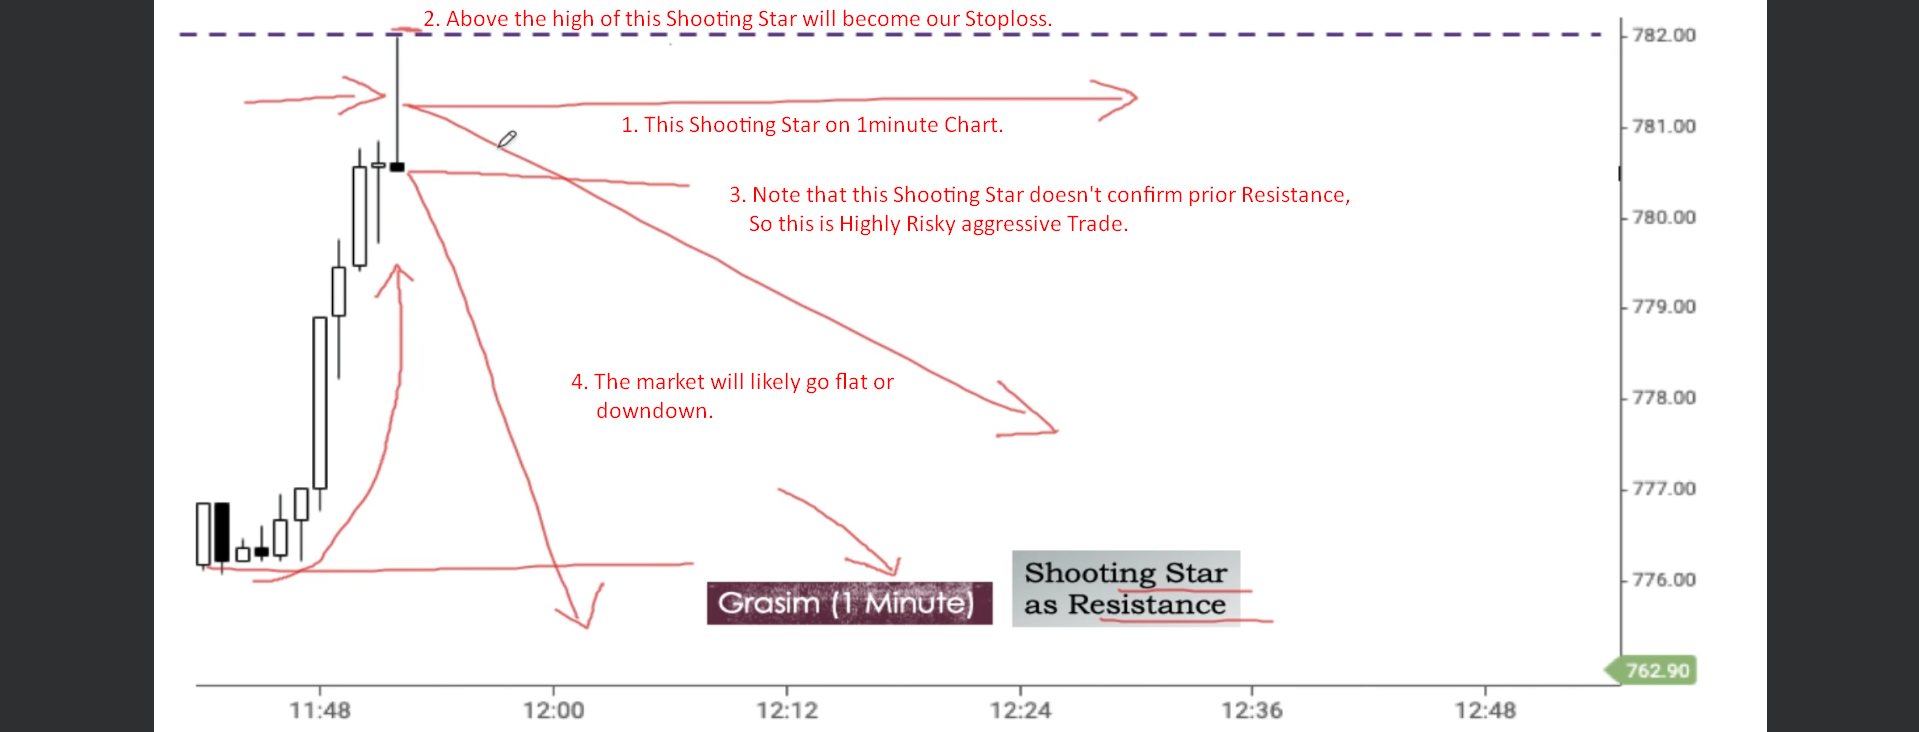 2. Above the high of this Shooting Star will become our Stoploss.
782.00
1. This Shooting Star on 1minute Chart.
781.00
3. Note that this Shooting Star doesn't confirm prior Resistance,
So this is Highly Risky aggressive Trade.
780.00
779.00
4. The market will likely go flat or
downdown.
778.00
777.00
Shooting Star
as Resistance
Grasim (1 Minute)
776.00
762.90
11:48 12:00 12:12 12:24 12:36 12:48